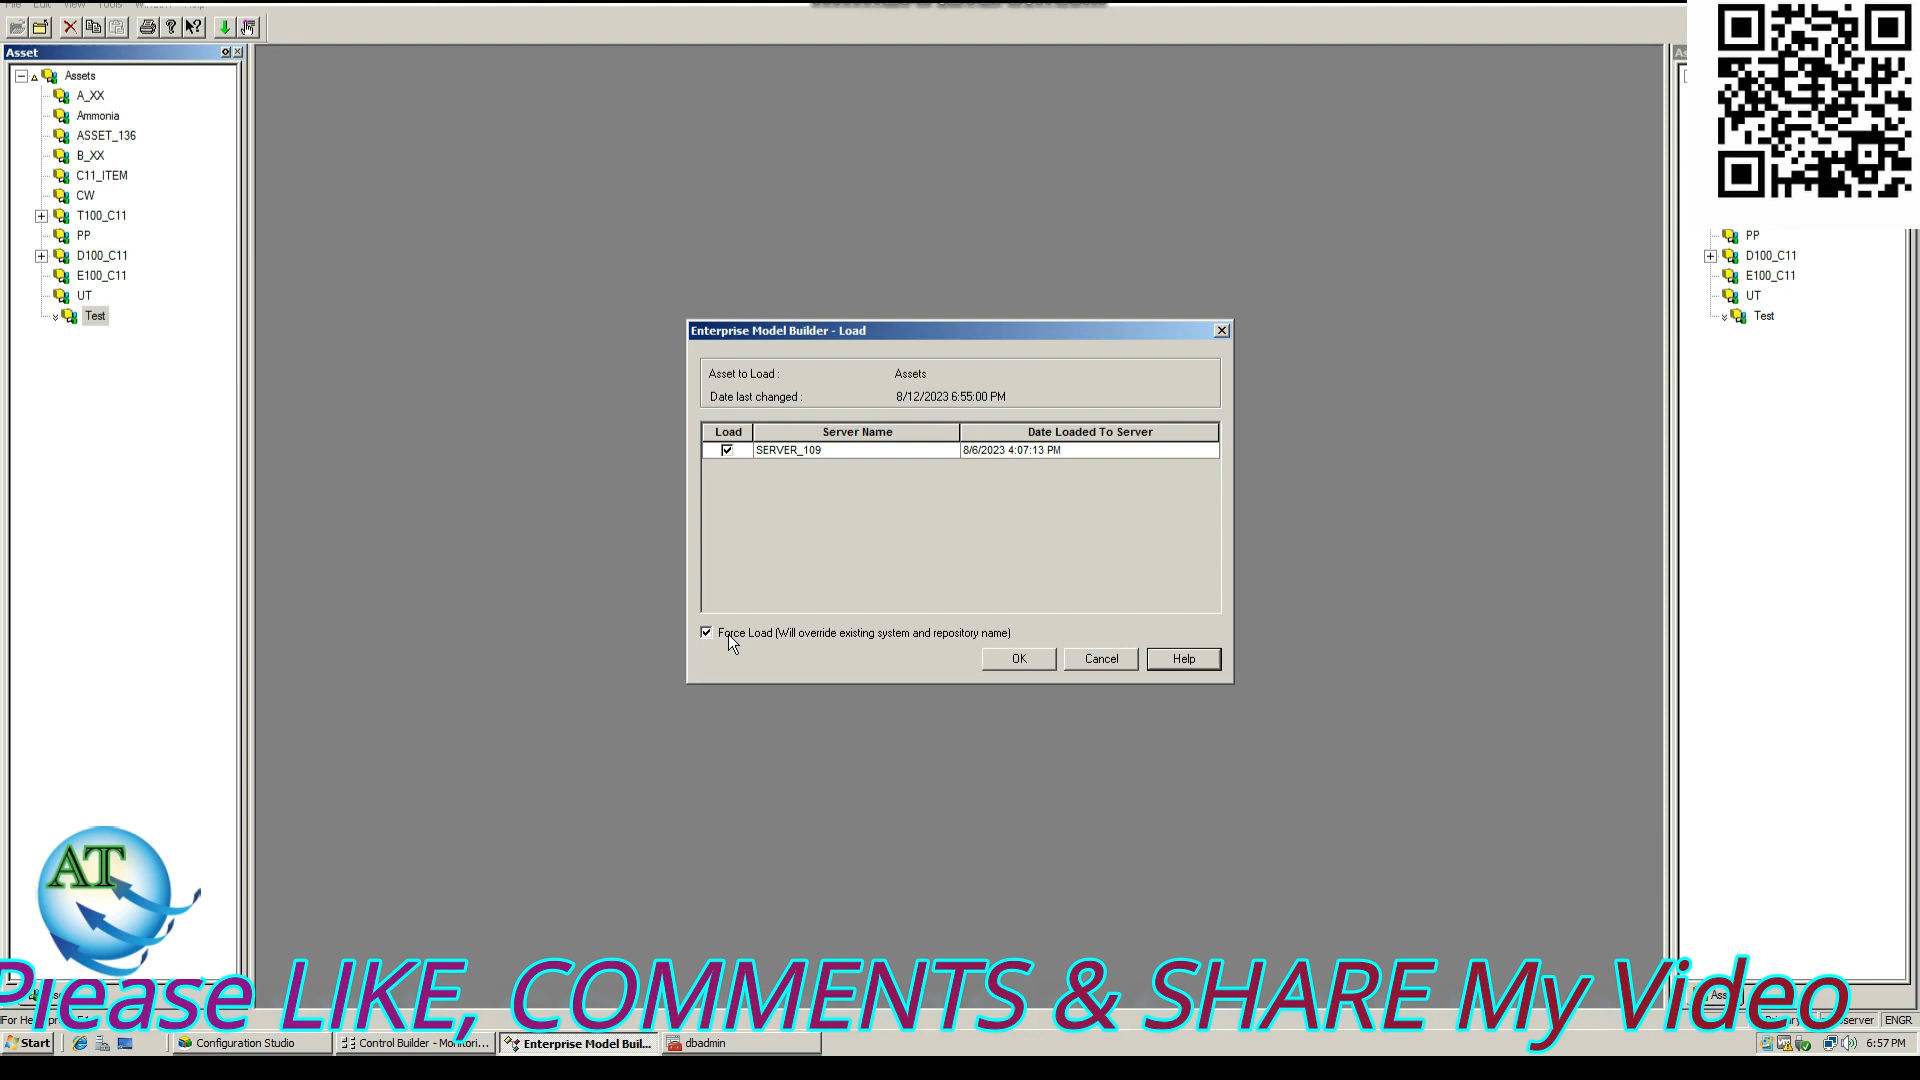 Asset
Assets
A_XX
Ammonia
ASSET_136
B_XX
C11_ITEM
CW
T100_C11
PP
D100_C11
E100_C11
UT
Test
Enterprise Model Builder - Load
Asset to Load : Assets
Date last changed : 8/12/2023 6:55:00 PM
Load Server Name Date Loaded To Server
SERVER_109 8/6/2023 4:07:13 PM
Force Load (Will override existing system and repository name)
OK Cancel Help
PP
D100_C11
E100_C11
UT
Test
AT
Please LIKE, COMMENTS & SHARE My Video
ENGR
Start Configuration Studio Control Builder - Monitori... Enterprise Model Buil... dbadmin 6:57 PM